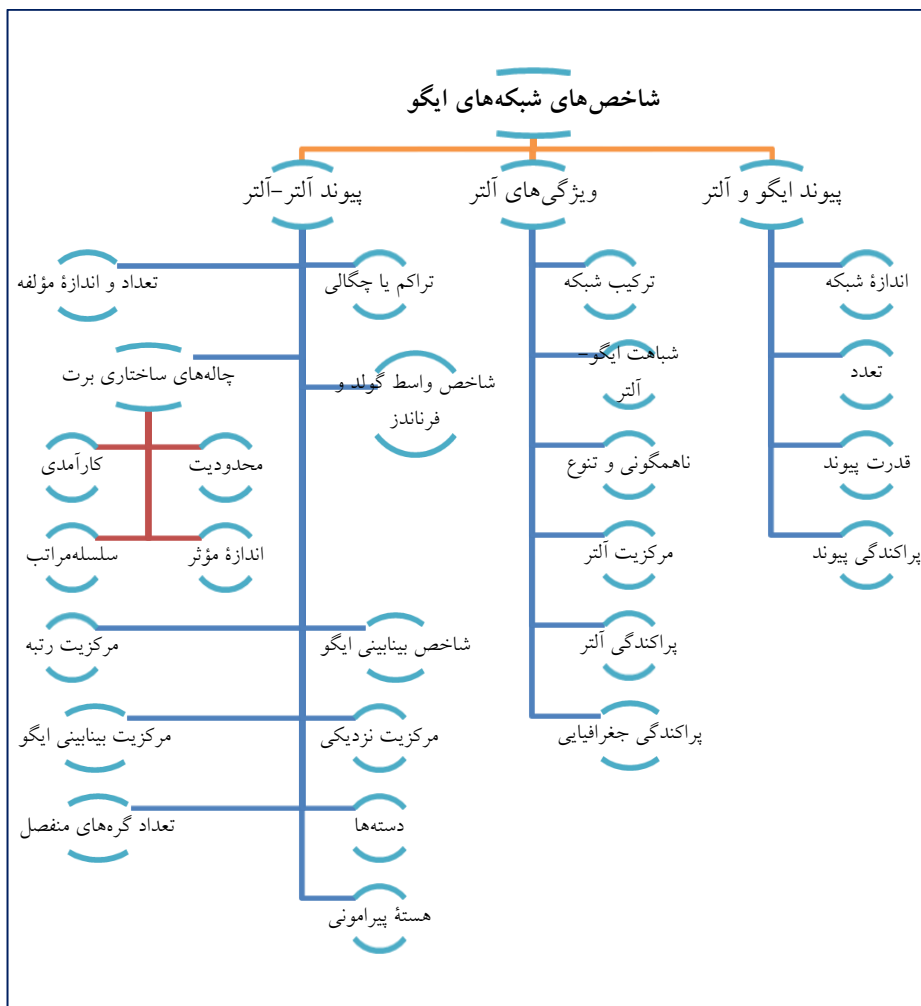 شاخص‌های شبکه‌های ایگو
پیوند ایگو و آلتر
ویژگی‌های آلتر
پیوند آلتر-آلتر
اندازهٔ شبکه
تعدد
قدرت پیوند
پراکندگی پیوند
ترکیب شبکه
شباهت ایگو-
آلتر
ناهمگونی و تنوع
مرکزیت آلتر
پراکندگی آلتر
پراکندگی جغرافیایی
تراکم یا چگالی
تعداد و اندازهٔ مؤلفه
شاخص واسط گولد و
فرناندز
چاله‌های ساختاری برت
محدودیت
کارآمدی
اندازهٔ مؤثر
سلسله‌مراتب
شاخص بینابینی ایگو
مرکزیت رتبه
مرکزیت نزدیکی
مرکزیت بینابینی ایگو
دسته‌ها
تعداد گره‌های منفصل
هستهٔ پیرامونی